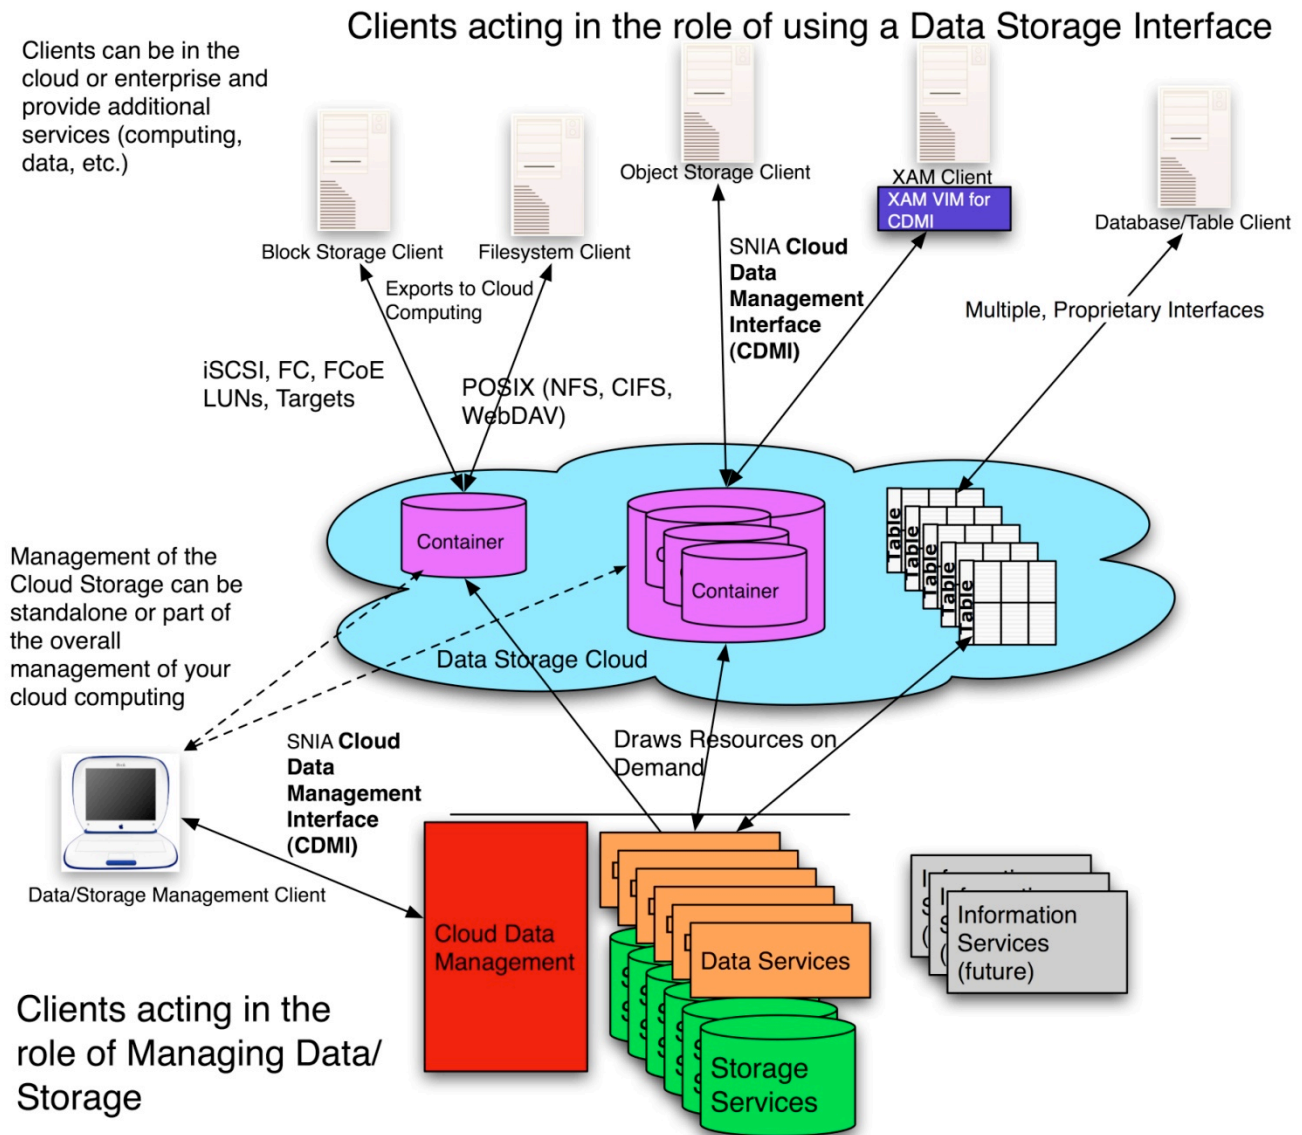 Clients acting in the role of using a Data Storage Interface
Clients can be in the
cloud or enterprise and
provide additional
services (computing,
data, etc.)
Block Storage Client
Filesystem Client
Object Storage Client
XAM Client
XAM VIM for
CDMI
Database/Table Client
Exports to Cloud
Computing
SNIA Cloud
Data
Management
Interface
(CDMI)
Multiple, Proprietary Interfaces
iSCSI, FC, FCoE
LUNs, Targets
POSIX (NFS, CIFS,
WebDAV)
Container
Container
Table
Table
Table
Table
Table
Management of the
Cloud Storage can be
standalone or part of
the overall
management of your
cloud computing
Data Storage Cloud
Draws Resources on
Demand
SNIA Cloud
Data
Management
Interface
(CDMI)
Data/Storage Management Client
Cloud Data
Management
Data Services
Storage
Services
Information
Services
(future)
Clients acting in the
role of Managing Data/
Storage